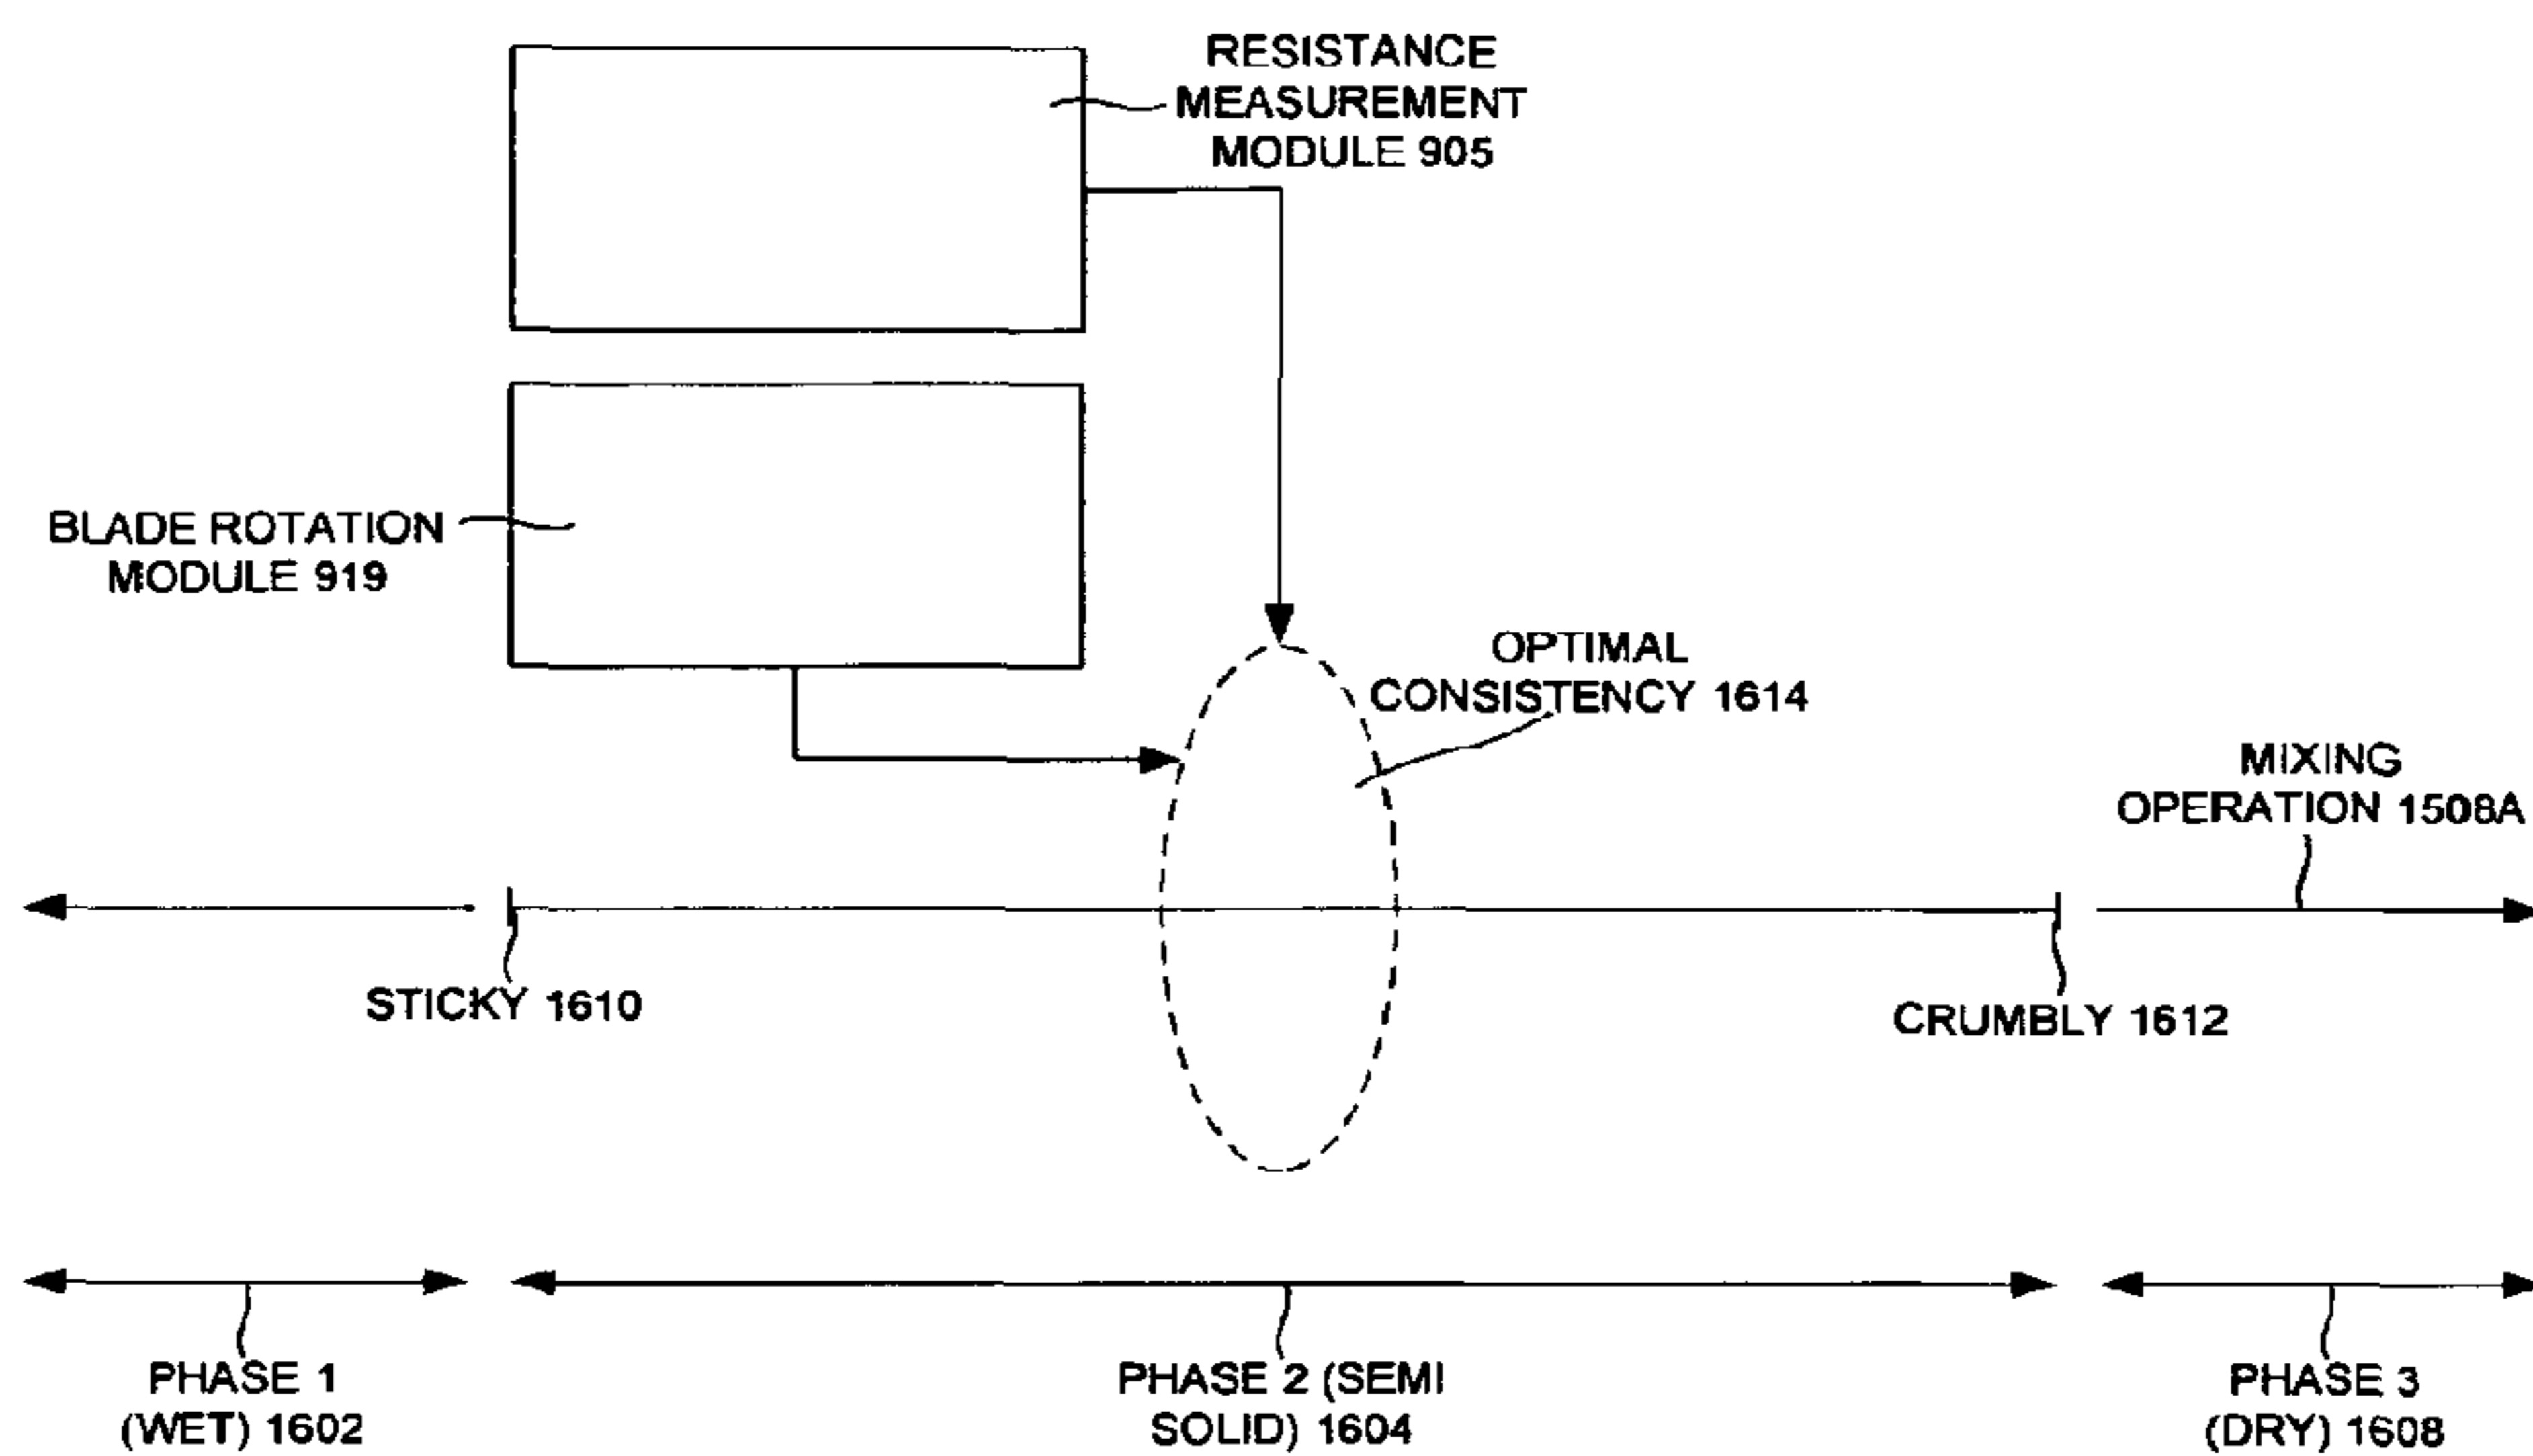 RESISTANCE
MEASUREMENT
MODULE 905
BLADE ROTATION
MODULE 919
OPTIMAL
CONSISTENCY 1614
MIXING
OPERATION 1508A
STICKY 1610
CRUMBLY 1612
PHASE 1
(WET) 1602
PHASE 2 (SEMI
SOLID) 1604
PHASE 3
(DRY) 1608